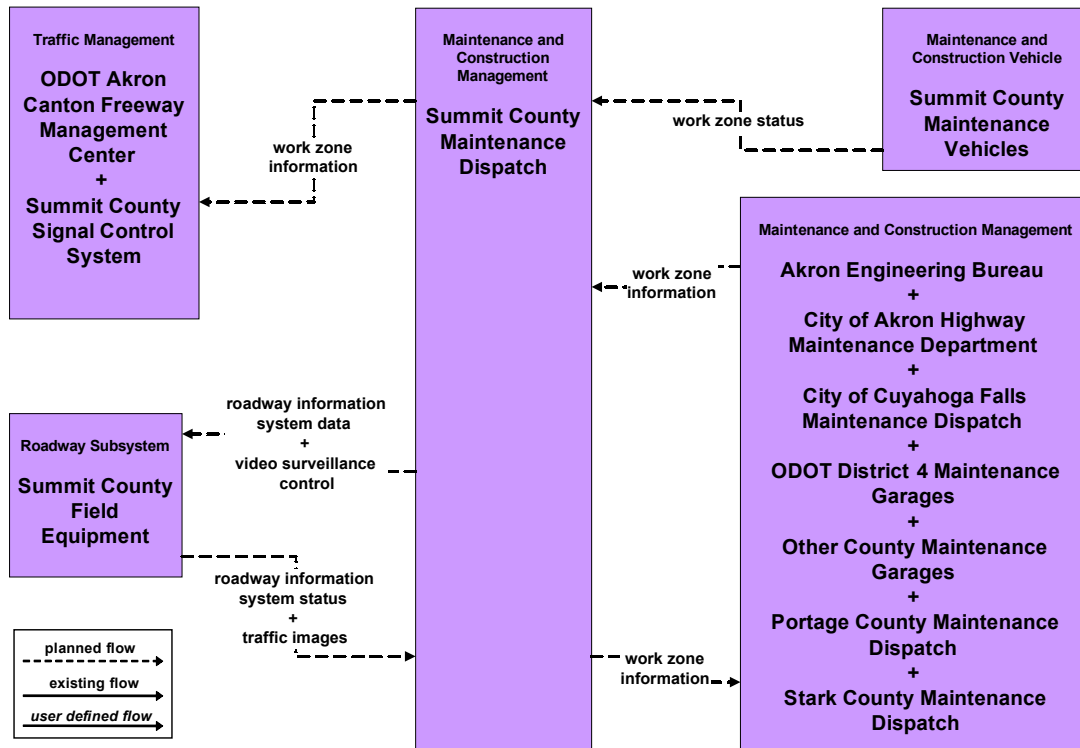 Traffic Management
ODOT Akron
Canton Freeway
Management
Center
+
Summit County
Signal Control
System
work zone
information
Maintenance and
Construction
Management
Summit County
Maintenance
Dispatch
work zone status
Maintenance and
Construction Vehicle
Summit County
Maintenance
Vehicles
work zone
information
Maintenance and Construction Management
Akron Engineering Bureau
+
City of Akron Highway
Maintenance Department
+
City of Cuyahoga Falls
Maintenance Dispatch
+
ODOT District 4 Maintenance
Garages
+
Other County Maintenance
Garages
+
Portage County Maintenance
Dispatch
+
Stark County Maintenance
Dispatch
roadway information
system data
+
video surveillance
control
Roadway Subsystem
Summit County
Field
Equipment
roadway information
system status
+
traffic images
work zone
information
planned flow
existing flow
user defined flow